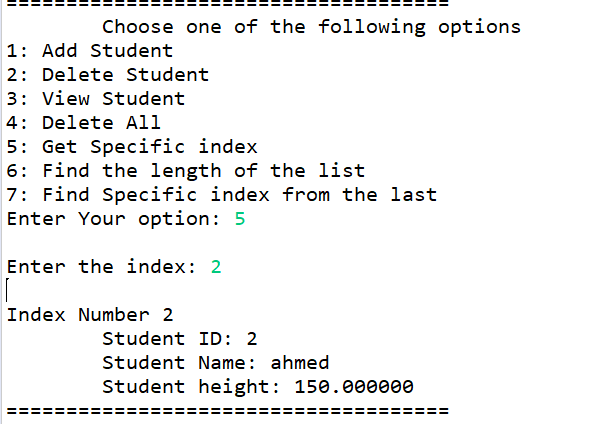 =====================================
Choose one of the following options
1: Add Student
2: Delete Student
3: View Student
4: Delete All
5: Get Specific index
6: Find the length of the list
7: Find Specific index from the last
Enter Your option: 5
Enter the index: 2
Index Number 2
Student ID: 2
Student Name: ahmed
Student height: 150.000000
=====================================